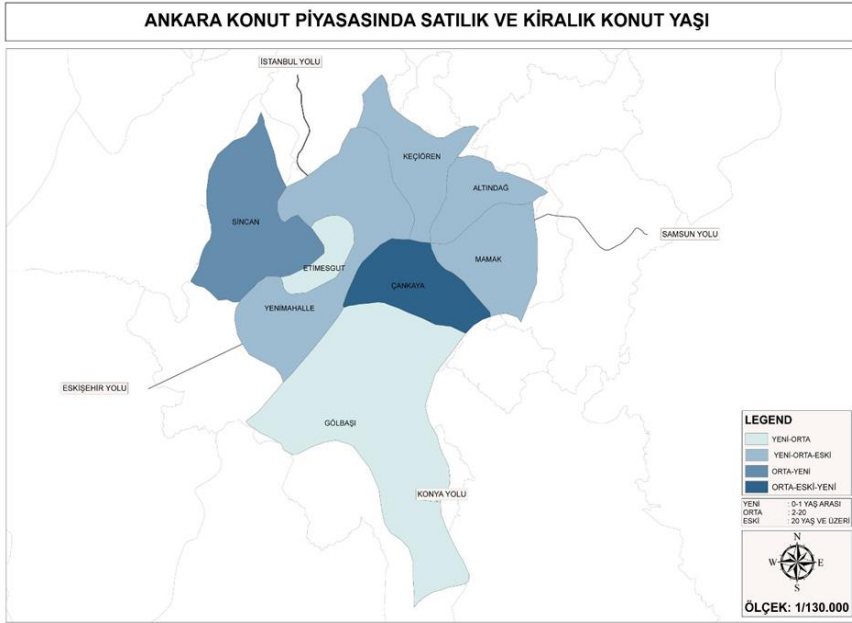 ANKARA KONUT PİYASASINDA SATILIK VE KİRALIK KONUT YAŞI
İSTANBUL YOLU
KEÇİÖREN
ALTINDAĞ
SİNCAN
SAMSUN YOLU
MAMAK
ETİMESGUT
ÇANKAYA
YENİMAHALLE
ESKİŞEHİR YOLU
GÖLBAŞI
KONYA YOLU
LEGEND
YENİ-ORTA
YENİ-ORTA-ESKİ
ORTA-YENİ
ORTA-ESKİ-YENİ
YENİ : 0-1 YAŞ ARASI
ORTA : 2-20
ESKİ : 20 YAŞ VE ÜZERİ
N
W E
S
ÖLÇEK: 1/130.000